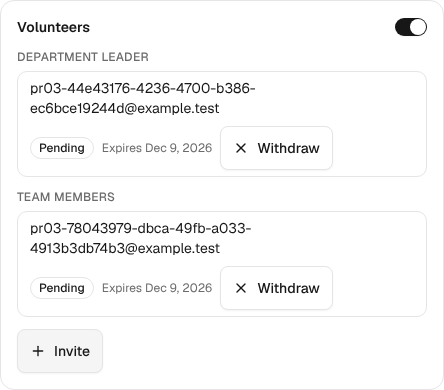 Volunteers
DEPARTMENT LEADER
pr03-44e43176-4236-4700-b386-
ec6bce19244d@example.test
Pending Expires Dec 9, 2026 Withdraw
TEAM MEMBERS
pr03-78043979-dbca-49fb-a033-
4913b3db74b3@example.test
Pending Expires Dec 9, 2026 Withdraw
Invite